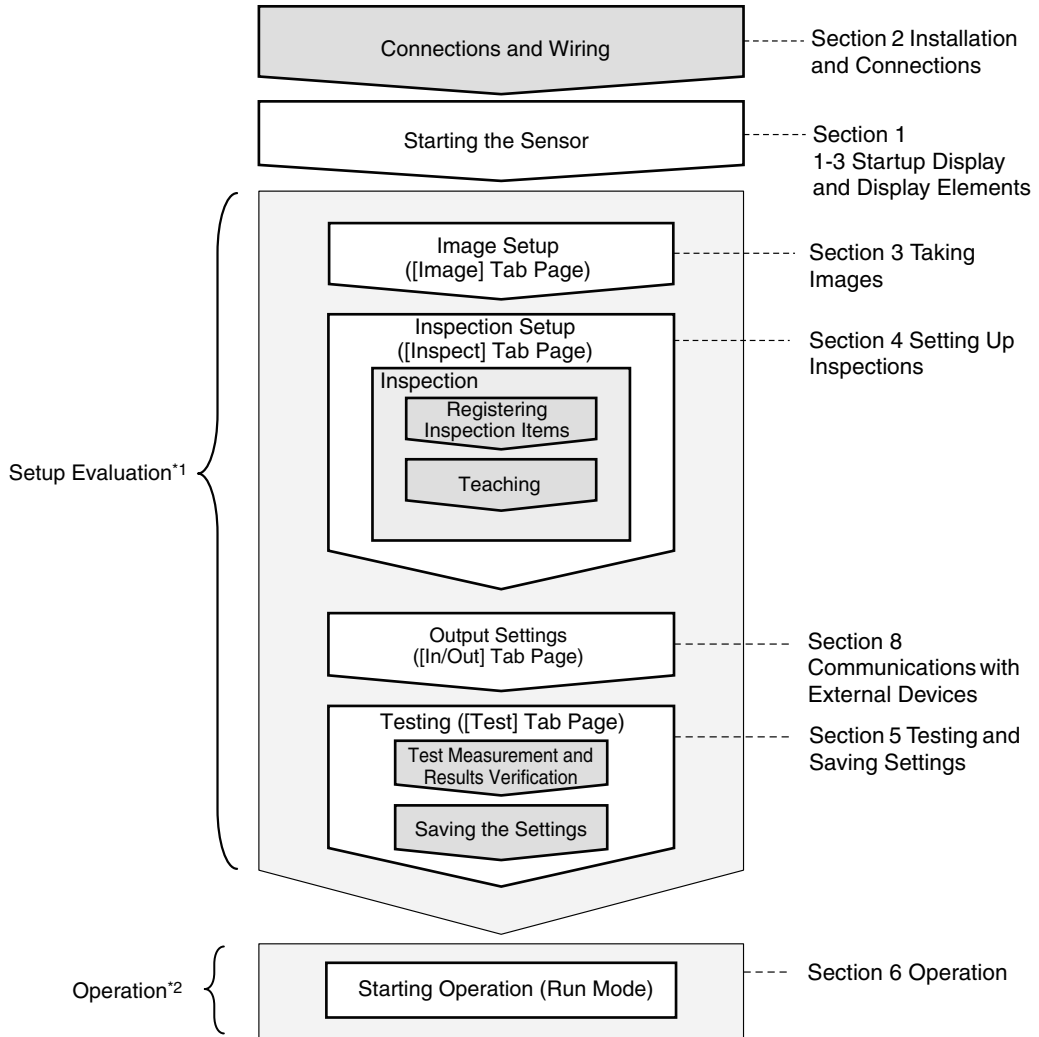 Connections and Wiring
Section 2 Installation
and Connections
Starting the Sensor
Section 1
1-3 Startup Display
and Display Elements
Setup Evaluation*1
Image Setup
([Image] Tab Page)
Section 3 Taking
Images
Inspection Setup
([Inspect] Tab Page)
Section 4 Setting Up
Inspections
Inspection
Registering
Inspection Items
Teaching
Output Settings
([In/Out] Tab Page)
Section 8
Communications with
External Devices
Testing ([Test] Tab Page)
Section 5 Testing and
Saving Settings
Test Measurement and
Results Verification
Saving the Settings
Operation*2
Starting Operation (Run Mode)
Section 6 Operation